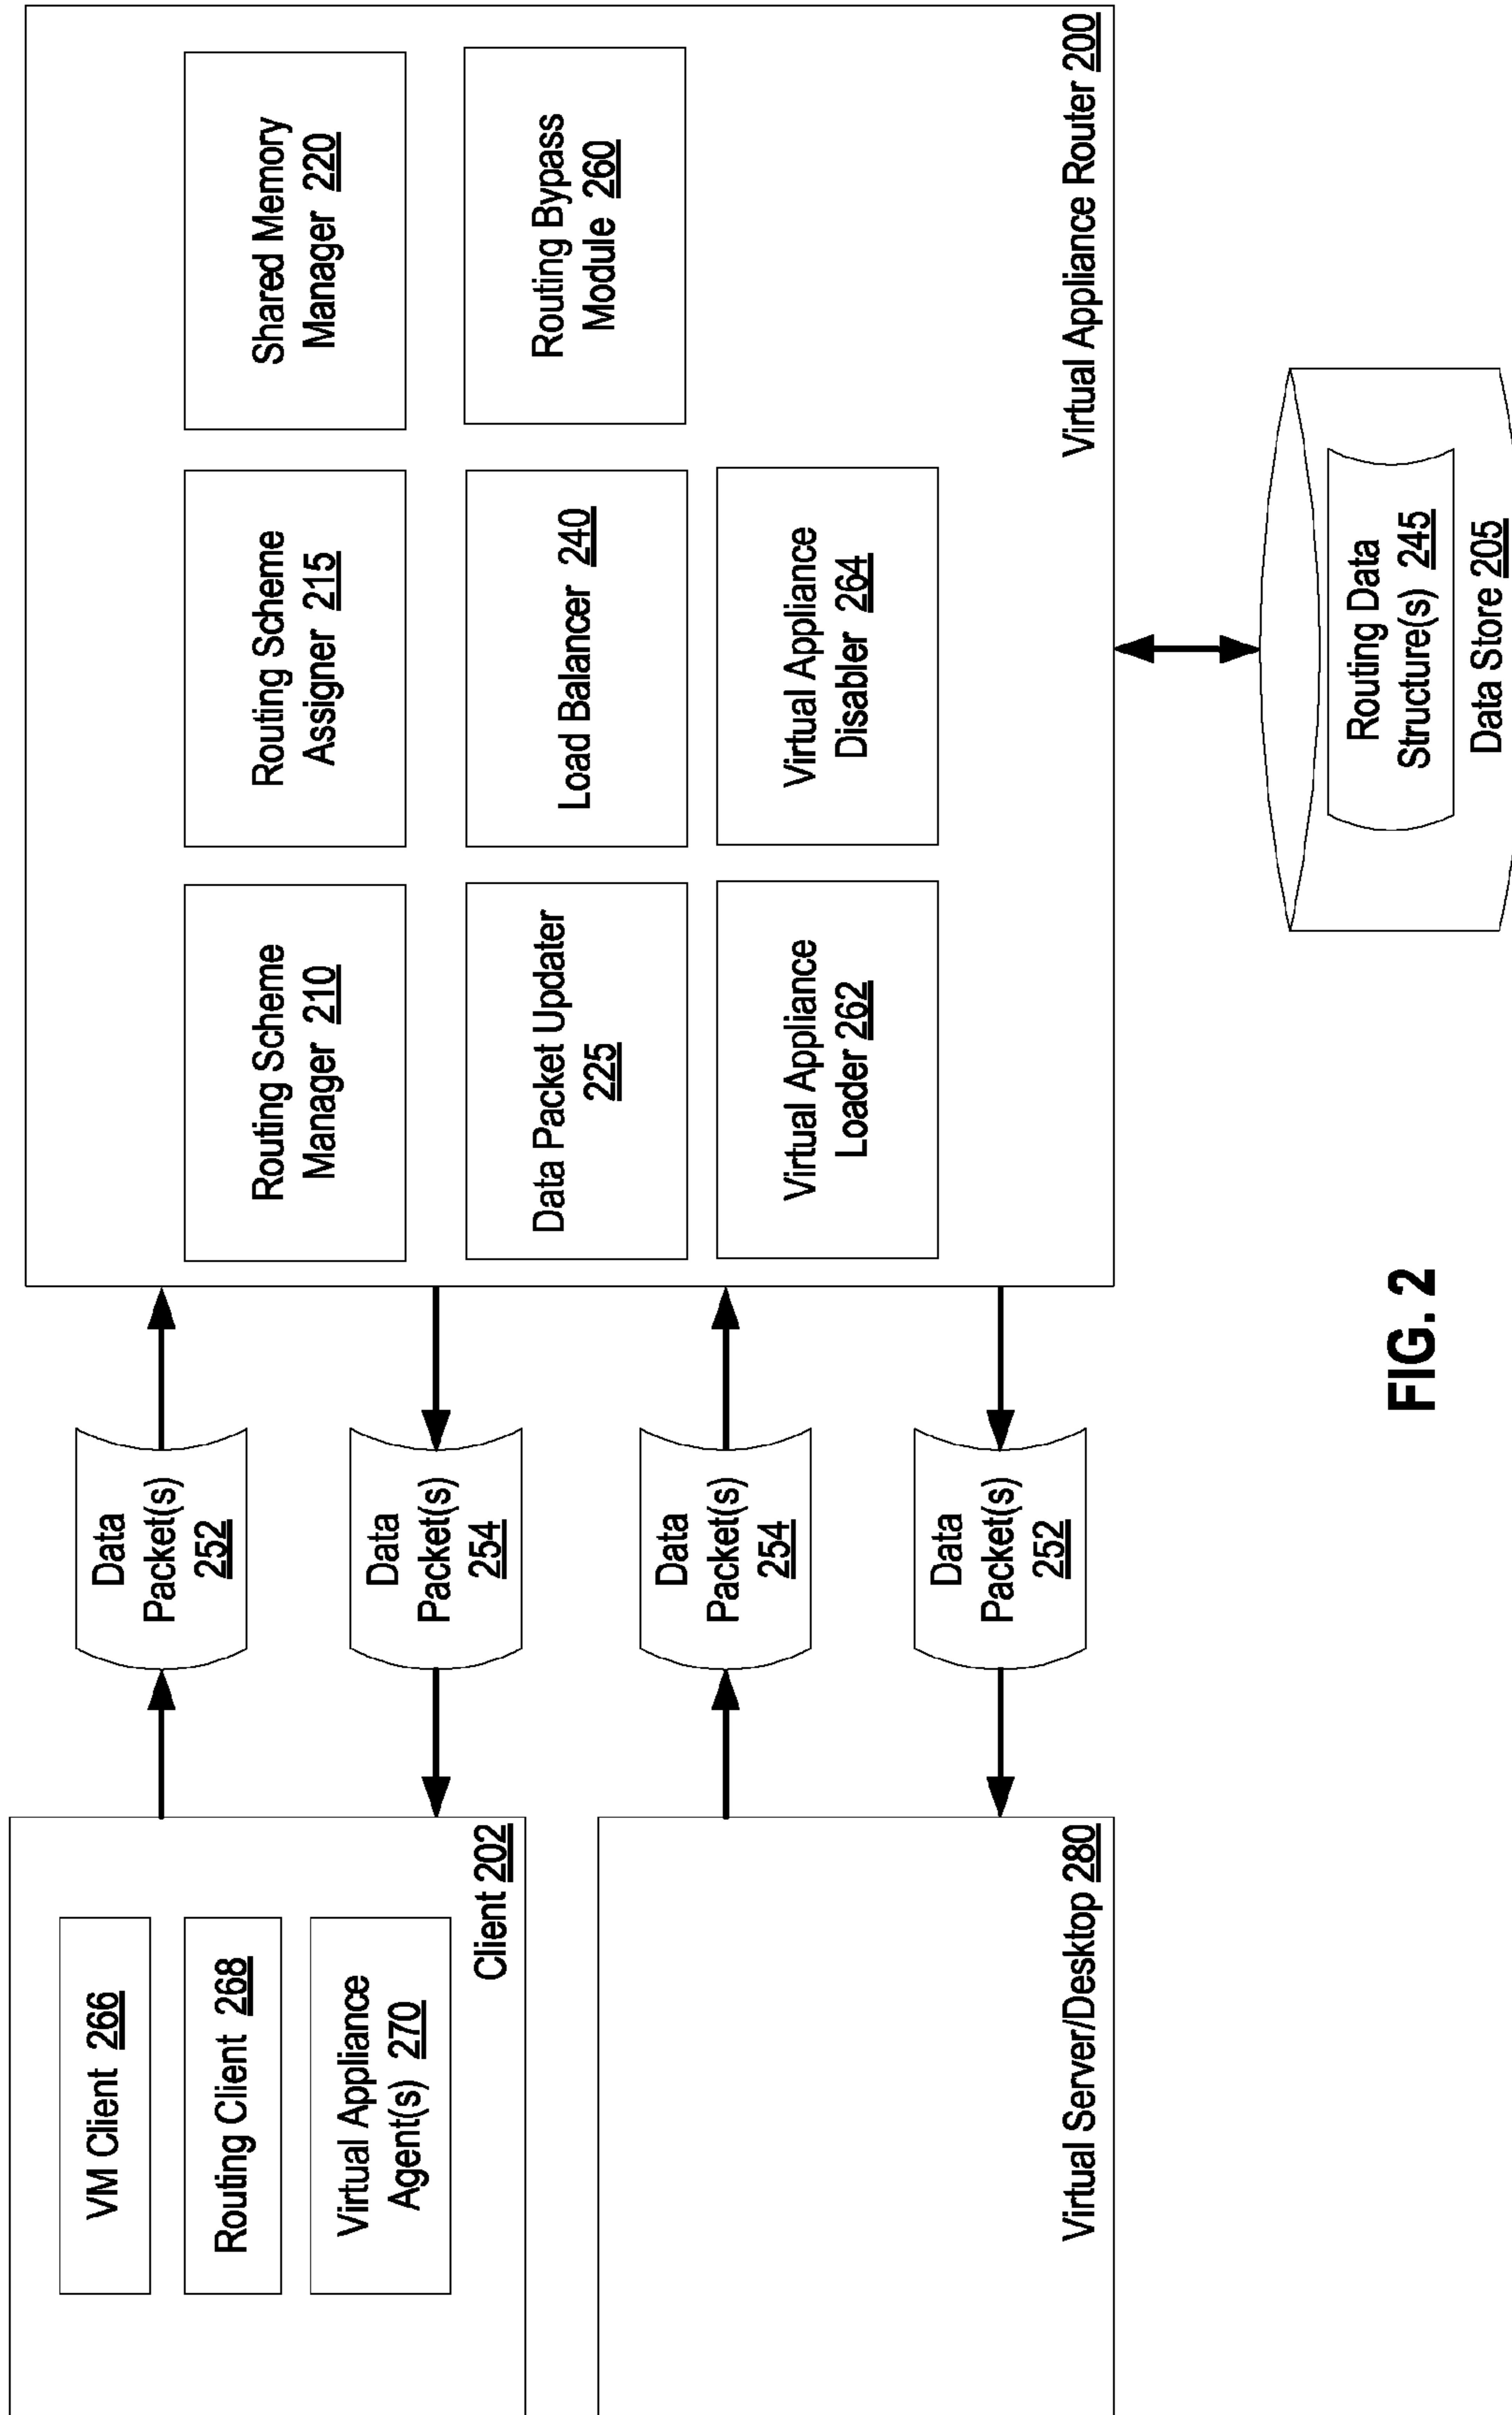 VM Client 266
Routing Client 268
Virtual Appliance
Agent(s) 270
Client 202
Virtual Server/Desktop 280
Data
Packet(s)
252
Data
Packet(s)
254
Data
Packet(s)
254
Data
Packet(s)
252
Routing Scheme
Manager 210
Routing Scheme
Assigner 215
Shared Memory
Manager 220
Data Packet Updater
225
Load Balancer 240
Routing Bypass
Module 260
Virtual Appliance
Loader 262
Virtual Appliance
Disabler 264
Virtual Appliance Router 200
Routing Data
Structure(s) 245
Data Store 205
FIG. 2